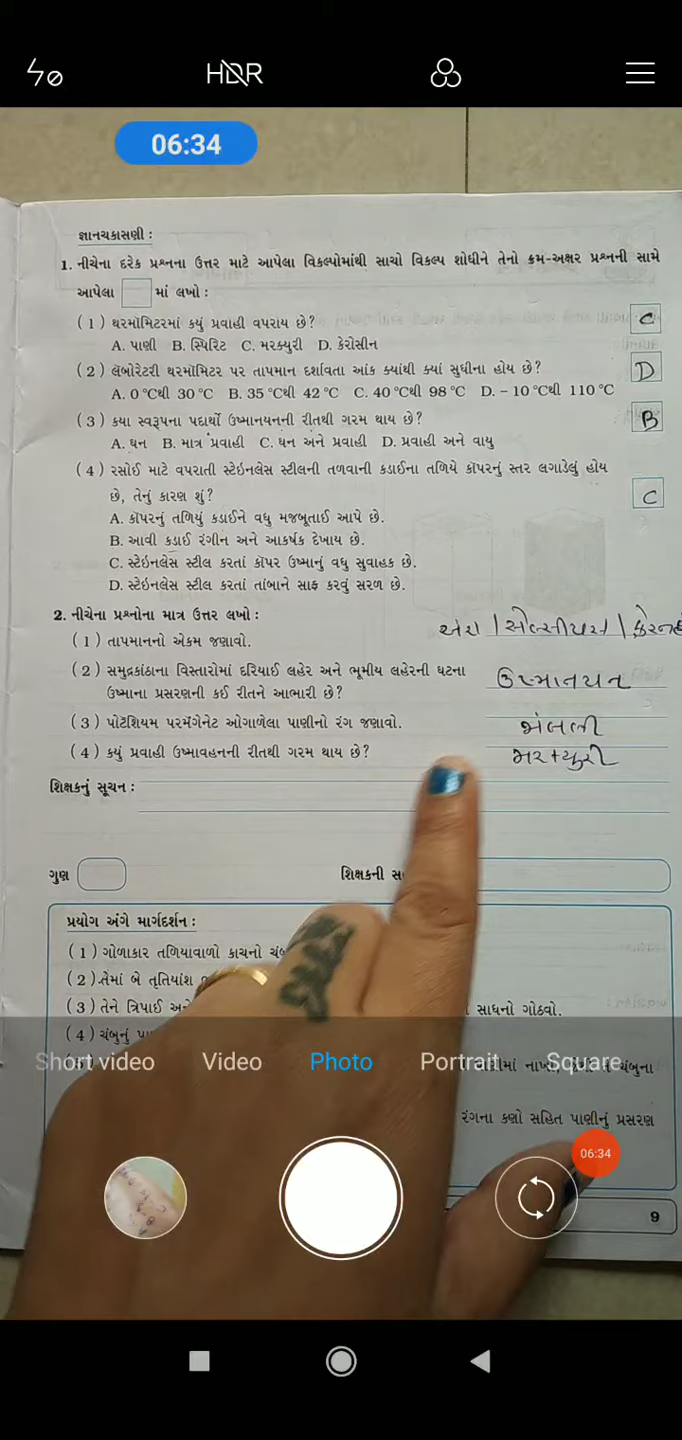 HDR
06:34
જ્ઞાનચકાસણી :
1. નીચેના દરેક પ્રશ્નના ઉત્તર માટે આપેલા વિકલ્પોમાંથી સાચો વિકલ્પ શોધીને તેનો ક્રમ-અક્ષર પ્રશ્નની સામે
આપેલા માં લખો :
( 1 ) થરમૉમિટરમાં કયું પ્રવાહી વપરાય છે? C
A. પાણી B. સ્પિરિટ C. મરક્યુરી D. કેરોસીન
( 2 ) લૅબોરેટરી થરમૉમિટર પર તાપમાન દર્શાવતા આંક ક્યાંથી ક્યાં સુધીના હોય છે? D
A. 0 °Cથી 30 °C B. 35 °Cથી 42 °C C. 40 °Cથી 98 °C D. – 10 °Cથી 110 °C
( 3 ) કયા સ્વરૂપના પદાર્થો ઉષ્માનયનની રીતથી ગરમ થાય છે? B
A. ઘન B. માત્ર પ્રવાહી C. ઘન અને પ્રવાહી D. પ્રવાહી અને વાયુ
( 4 ) રસોઈ માટે વપરાતી સ્ટેઇનલેસ સ્ટીલની તળવાની કડાઈના તળિયે કૉપરનું સ્તર લગાડેલું હોય
છે, તેનું કારણ શું? C
A. કૉપરનું તળિયું કડાઈને વધુ મજબૂતાઈ આપે છે.
B. આવી કડાઈ રંગીન અને આકર્ષક દેખાય છે.
C. સ્ટેઇનલેસ સ્ટીલ કરતાં કૉપર ઉષ્માનું વધુ સુવાહક છે.
D. સ્ટેઇનલેસ સ્ટીલ કરતાં તાંબાને સાફ કરવું સરળ છે.
2. નીચેના પ્રશ્નોના માત્ર ઉત્તર લખો :
( 1 ) તાપમાનનો એકમ જણાવો. અંશ / સેલ્સીયસ /
( 2 ) સમુદ્રકાંઠાના વિસ્તારોમાં દરિયાઈ લહેર અને ભૂમીય લહેરની ઘટના
ઉષ્માના પ્રસરણની કઈ રીતને આભારી છે? ઉષ્માનયન
( 3 ) પોટૅશિયમ પરમૅંગેનેટ ઓગાળેલા પાણીનો રંગ જણાવો. જાંબલી
( 4 ) કયું પ્રવાહી ઉષ્માવહનની રીતથી ગરમ થાય છે? મરક્યુરી
શિક્ષકનું સૂચન :
ગુણ શિક્ષકની
પ્રયોગ અંગે માર્ગદર્શન :
( 1 ) ગોળાકાર તળિયાવાળો કાચનો
( 2 ) તેમાં બે તૃતિયાંશ
( 3 ) તેને ત્રિપાઈ સાધનો ગોઠવો.
( 4 ) ચંબુનું
ચંબુના
રંગના કણો સહિત પાણીનું પ્રસરણ
Short video Video Photo Portrait Square
06:34
9